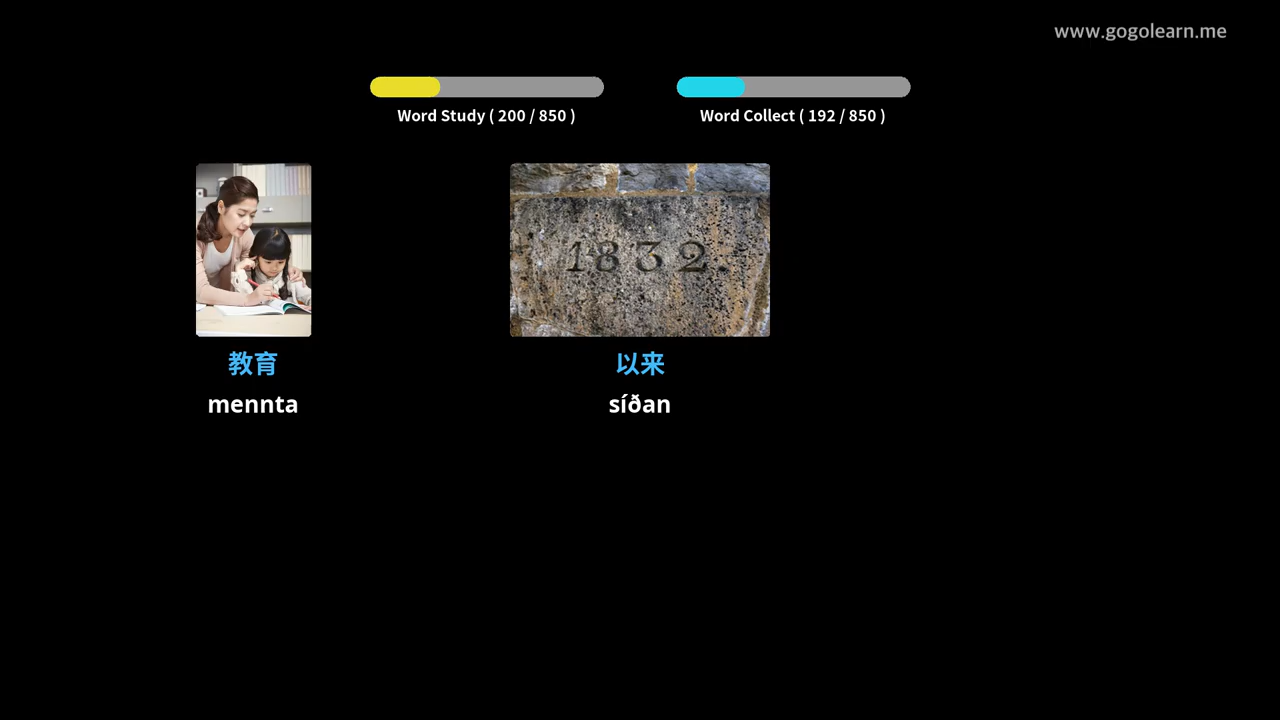 www.gogolearn.me
Word Study ( 200 / 850 )
Word Collect ( 192 / 850 )
1832.
教育
以来
mennta
síðan